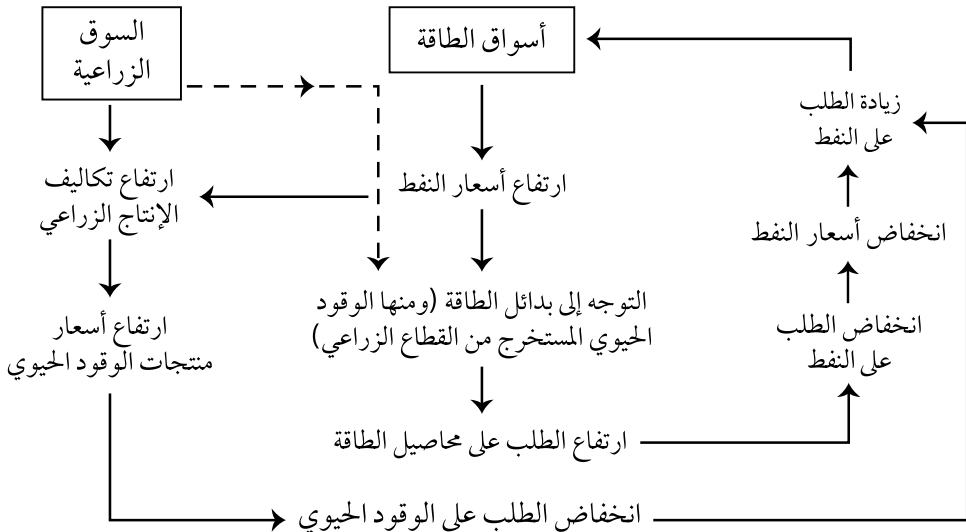 السوق
الزراعية
أسواق الطاقة
زيادة الطلب
على النفط
ارتفاع تكاليف
الإنتاج الزراعي
ارتفاع أسعار النفط
انخفاض أسعار النفط
التوجه إلى بدائل الطاقة (ومنها الوقود
الحيوي المستخرج من القطاع الزراعي)
انخفاض الطلب
على النفط
ارتفاع أسعار
منتجات الوقود الحيوي
ارتفاع الطلب على محاصيل الطاقة
انخفاض الطلب على الوقود الحيوي